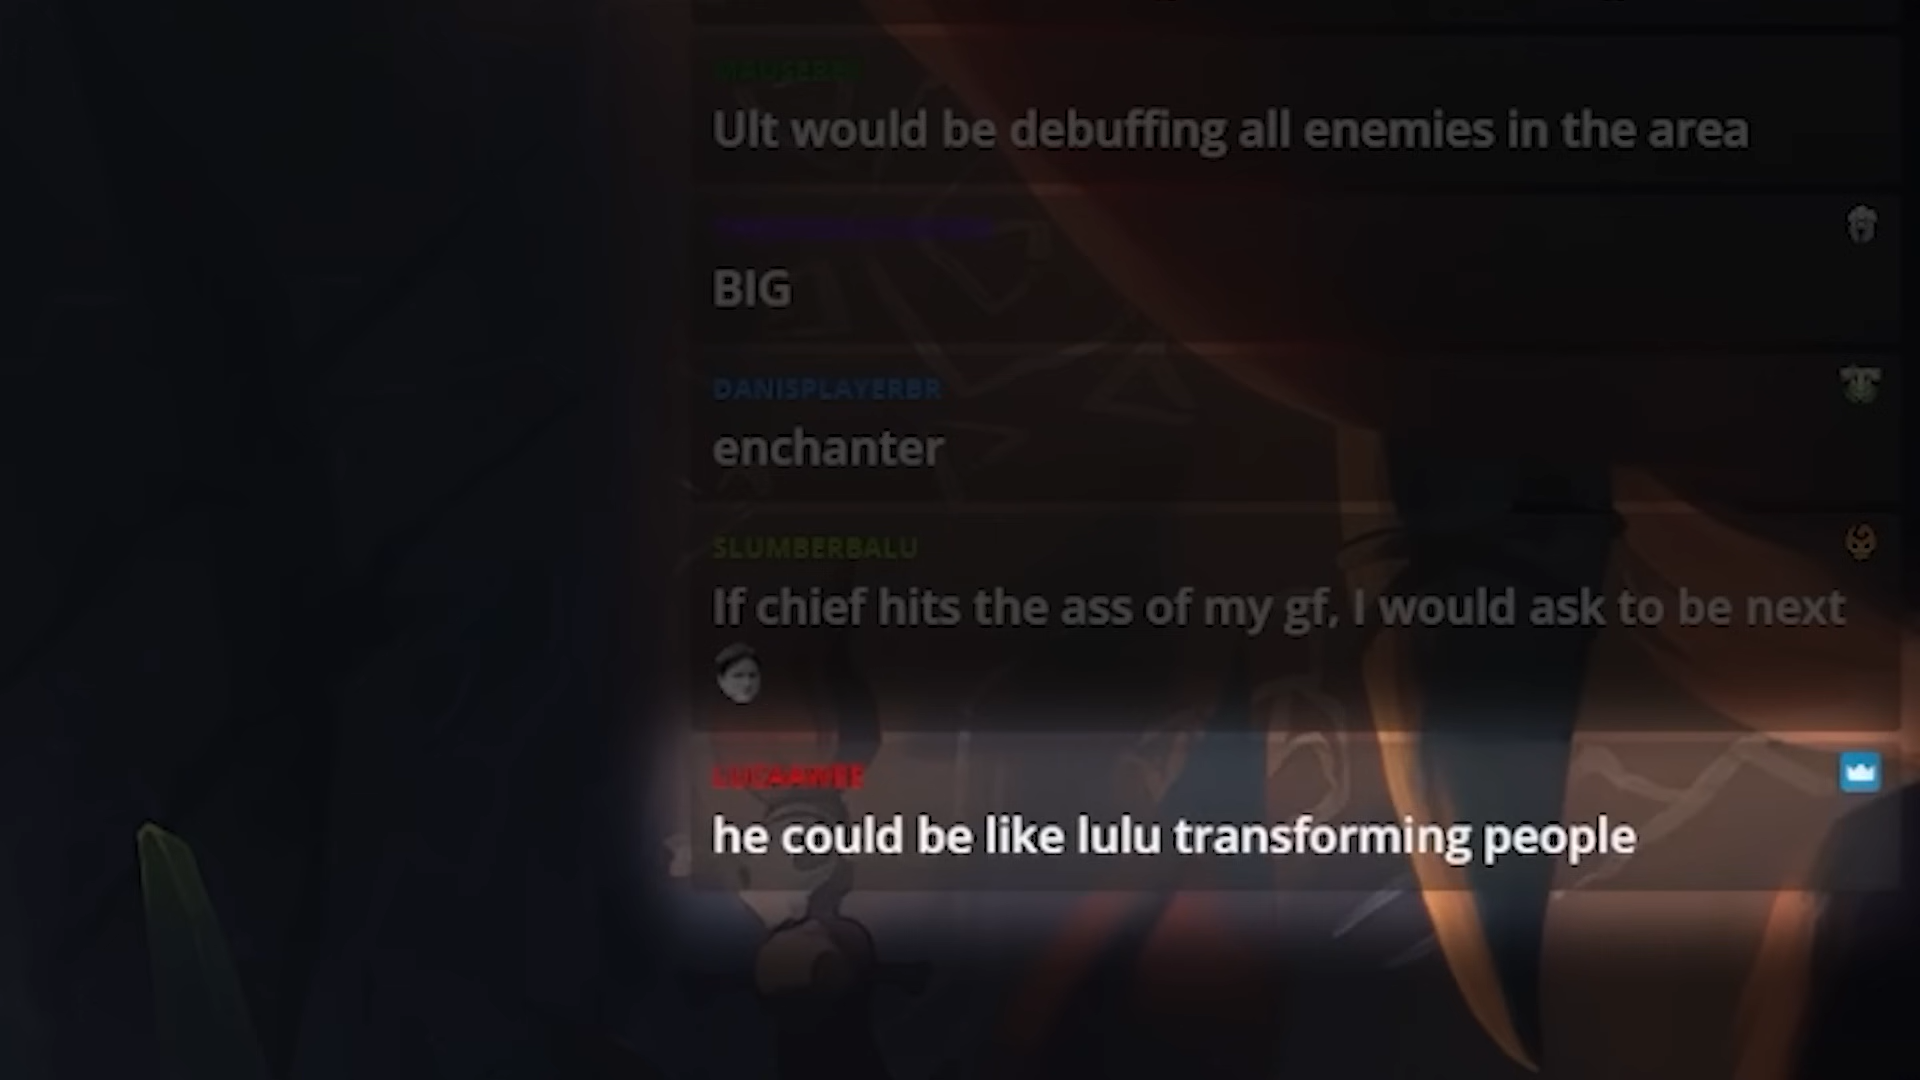 Ult would be debuffing all enemies in the area
BIG
DANISPLAYERBR
enchanter
SLUMBERBALU
If chief hits the ass of my gf, I would ask to be next
he could be like lulu transforming people